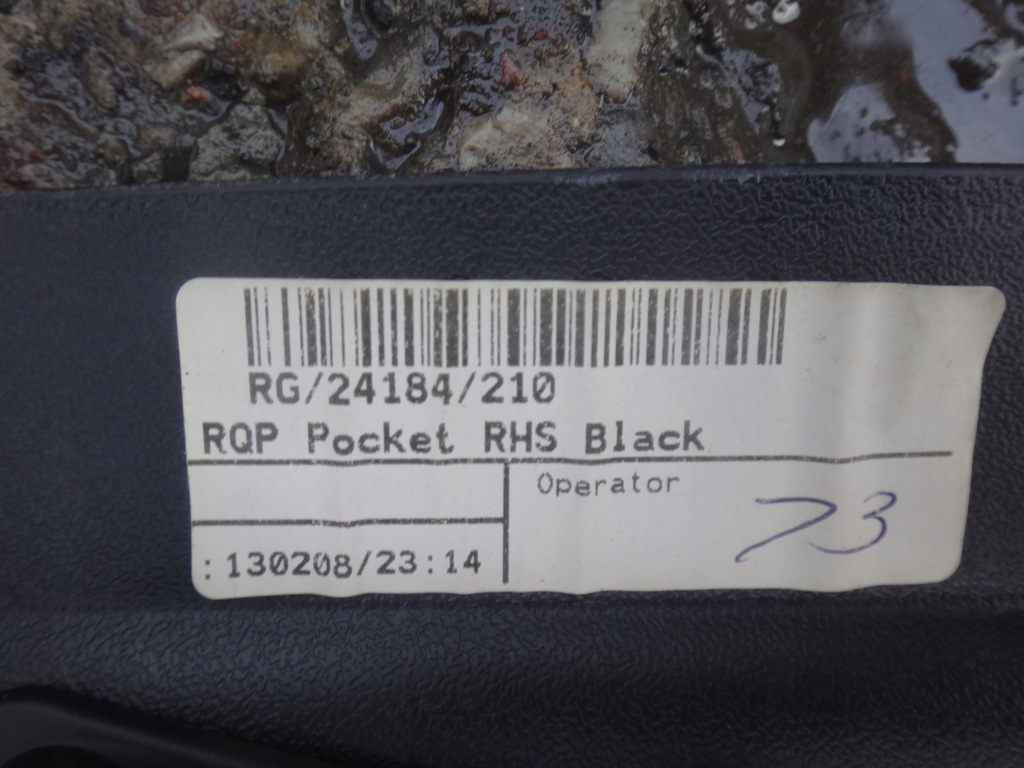 RG/24184/210
RQP Pocket RHS Black
Operator
73
:130208/23:14